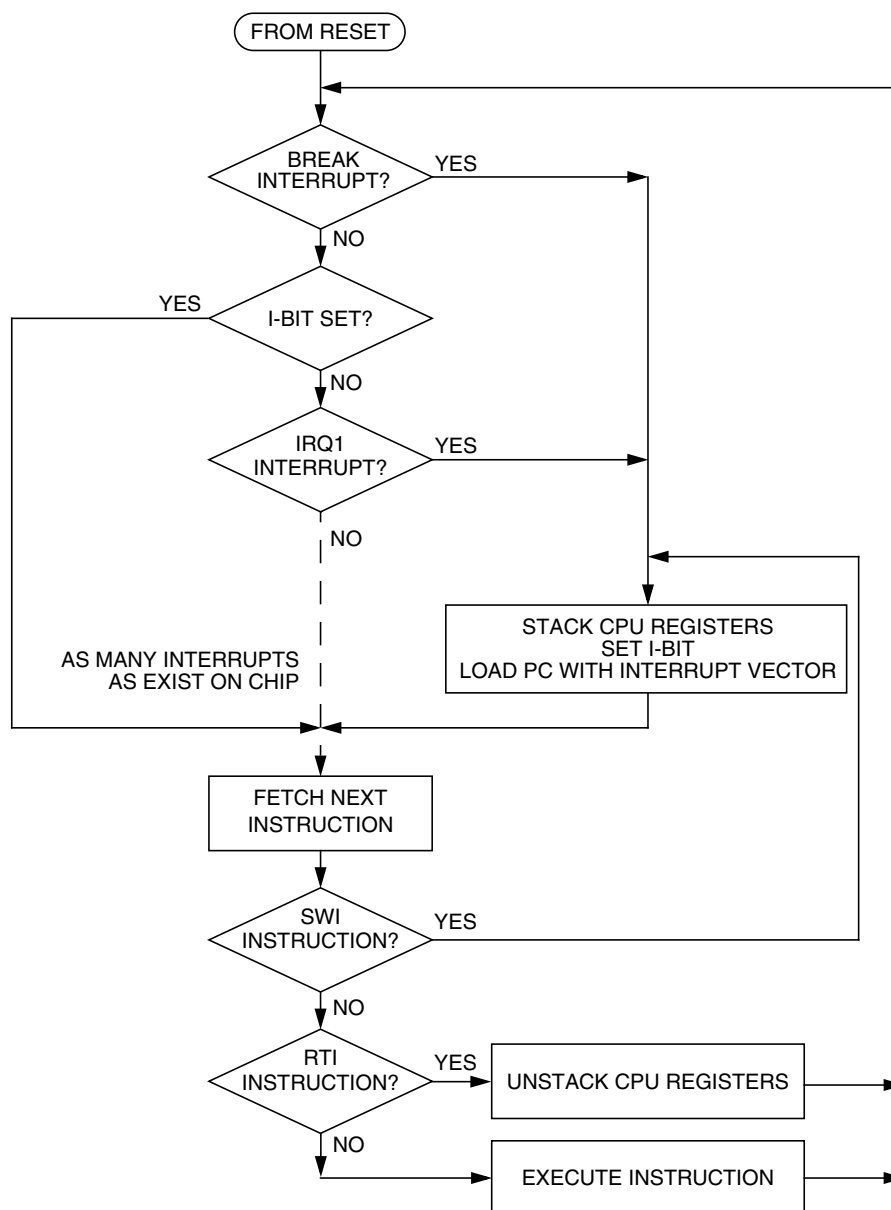 FROM RESET
BREAK
INTERRUPT?
YES
NO
YES
I-BIT SET?
NO
IRQ1
INTERRUPT?
YES
NO
STACK CPU REGISTERS
SET I-BIT
LOAD PC WITH INTERRUPT VECTOR
AS MANY INTERRUPTS
AS EXIST ON CHIP
FETCH NEXT
INSTRUCTION
SWI
INSTRUCTION?
YES
NO
RTI
INSTRUCTION?
YES
UNSTACK CPU REGISTERS
NO
EXECUTE INSTRUCTION